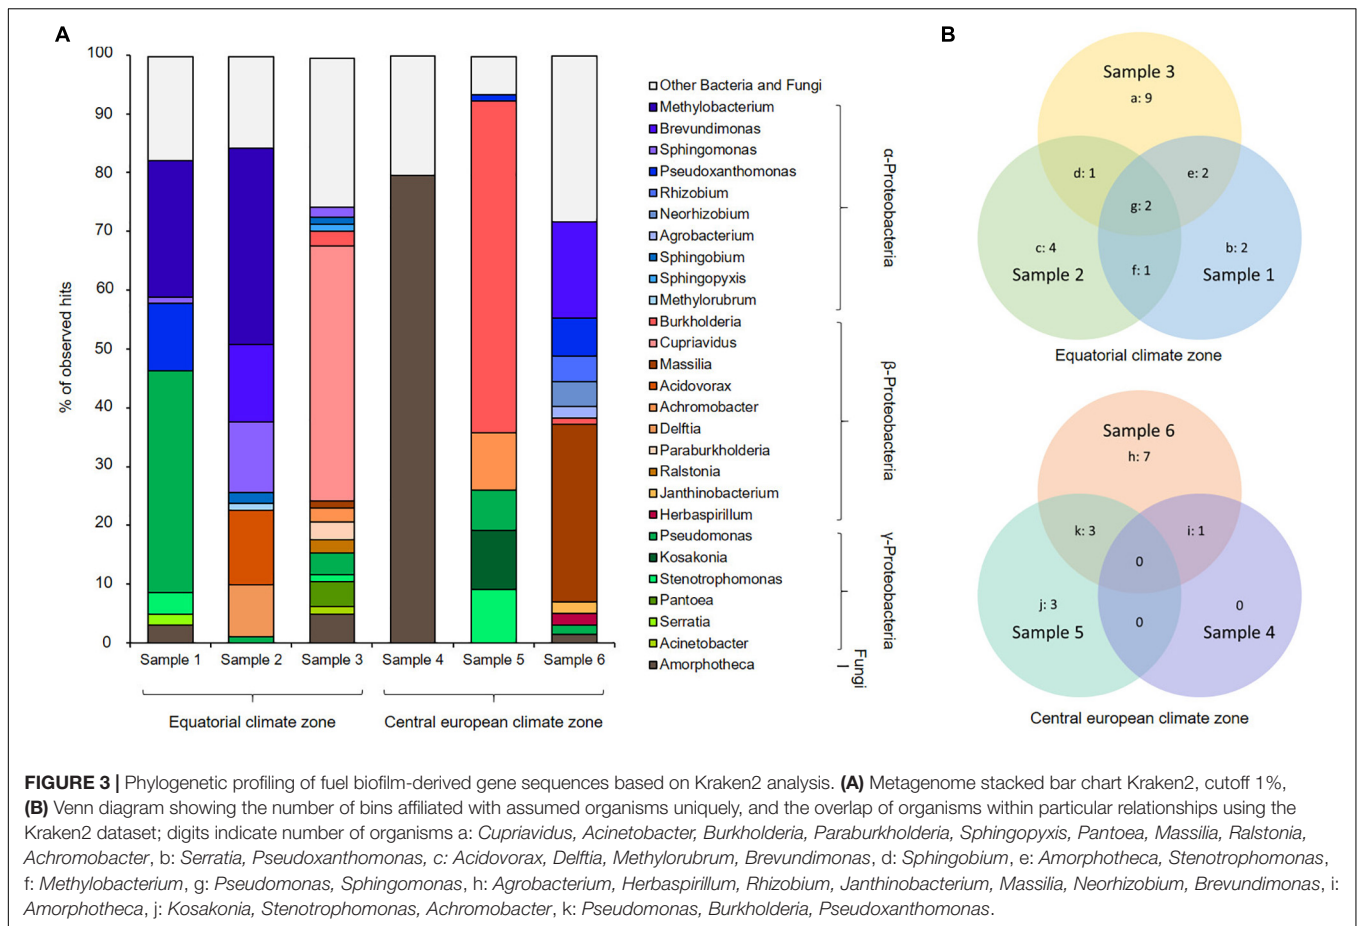 A
100
90
80
70
60
50
40
30
20
10
0
% of observed hits
Sample 1
Sample 2
Sample 3
Sample 4
Sample 5
Sample 6
Equatorial climate zone
Central european climate zone
Other Bacteria and Fungi
Methylobacterium
Brevundimonas
Sphingomonas
Pseudoxanthomonas
Rhizobium
Neorhizobium
Agrobacterium
Sphingobium
Sphingopyxis
Methylorubrum
Burkholderia
Cupriavidus
Massilia
Acidovorax
Achromobacter
Delftia
Paraburkholderia
Ralstonia
Janthinobacterium
Herbaspirillum
Pseudomonas
Kosakonia
Stenotrophomonas
Pantoea
Serratia
Acinetobacter
Amorphotheca
α-Proteobacteria
β-Proteobacteria
γ-Proteobacteria
Fungi
B
Sample 3
a: 9
d: 1
e: 2
g: 2
c: 4
b: 2
Sample 2
f: 1
Sample 1
Equatorial climate zone
Sample 6
h: 7
k: 3
i: 1
0
j: 3
0
Sample 5
0
Sample 4
Central european climate zone
FIGURE 3 | Phylogenetic profiling of fuel biofilm-derived gene sequences based on Kraken2 analysis. (A) Metagenome stacked bar chart Kraken2, cutoff 1%,
(B) Venn diagram showing the number of bins affiliated with assumed organisms uniquely, and the overlap of organisms within particular relationships using the
Kraken2 dataset; digits indicate number of organisms a: Cupriavidus, Acinetobacter, Burkholderia, Paraburkholderia, Sphingopyxis, Pantoea, Massilia, Ralstonia,
Achromobacter, b: Serratia, Pseudoxanthomonas, c: Acidovorax, Delftia, Methylorubrum, Brevundimonas, d: Sphingobium, e: Amorphotheca, Stenotrophomonas,
f: Methylobacterium, g: Pseudomonas, Sphingomonas, h: Agrobacterium, Herbaspirillum, Rhizobium, Janthinobacterium, Massilia, Neorhizobium, Brevundimonas, i:
Amorphotheca, j: Kosakonia, Stenotrophomonas, Achromobacter, k: Pseudomonas, Burkholderia, Pseudoxanthomonas.